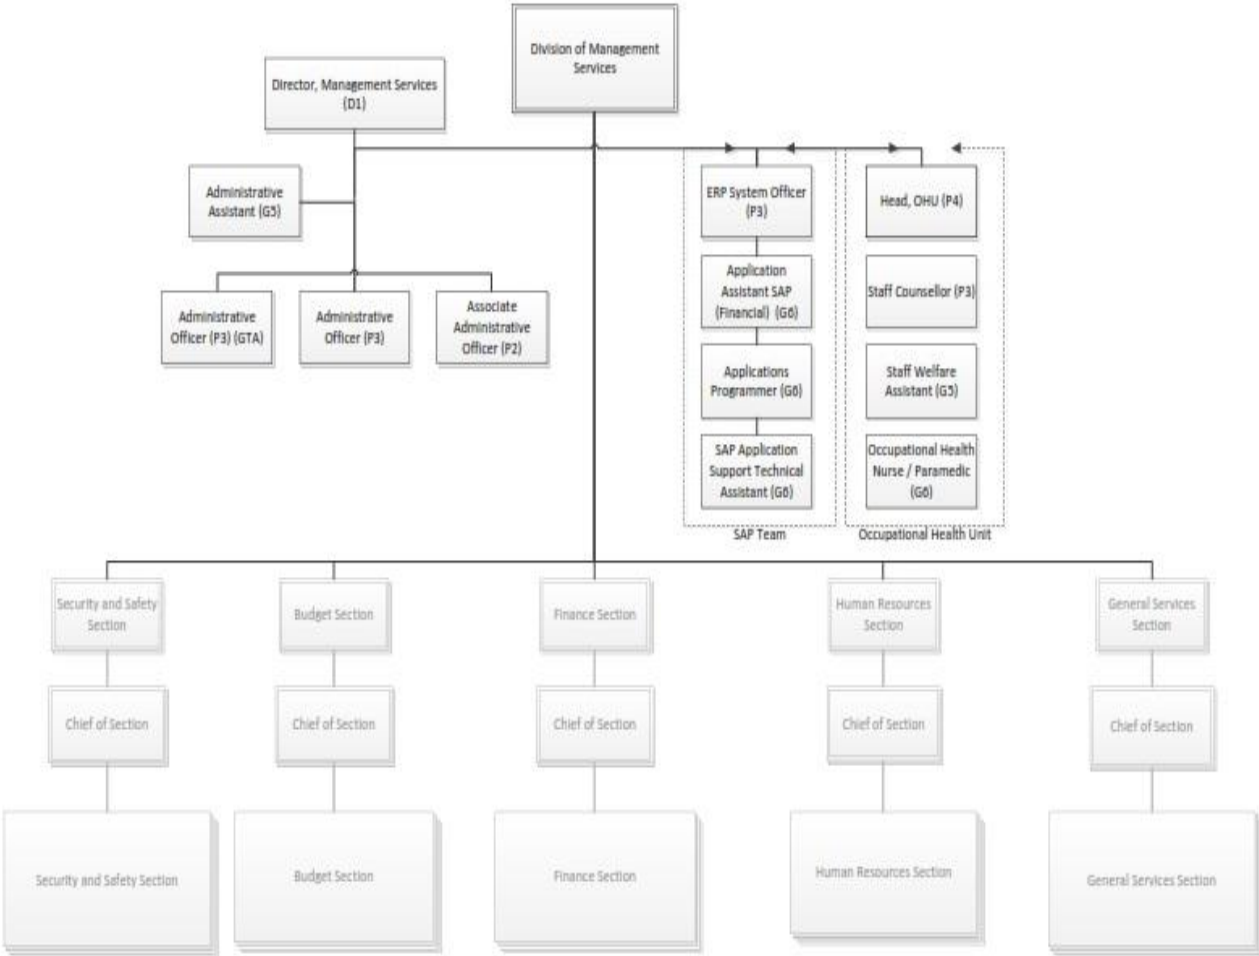 Division of Management
Services
Director, Management Services
(D1)
Administrative
Assistant (G5)
ERP System Officer
(P3)
Head, OHU (P4)
Application
Assistant SAP
(Financial) (G6)
Staff Counsellor (P3)
Administrative
Officer (P3) (GTA)
Administrative
Officer (P3)
Associate
Administrative
Officer (P2)
Applications
Programmer (G6)
Staff Welfare
Assistant (G5)
SAP Application
Support Technical
Assistant (G6)
Occupational Health
Nurse / Paramedic
(G6)
SAP Team
Occupational Health Unit
Security and Safety
Section
Budget Section
Finance Section
Human Resources
Section
General Services
Section
Chief of Section
Chief of Section
Chief of Section
Chief of Section
Chief of Section
Security and Safety Section
Budget Section
Finance Section
Human Resources Section
General Services Section